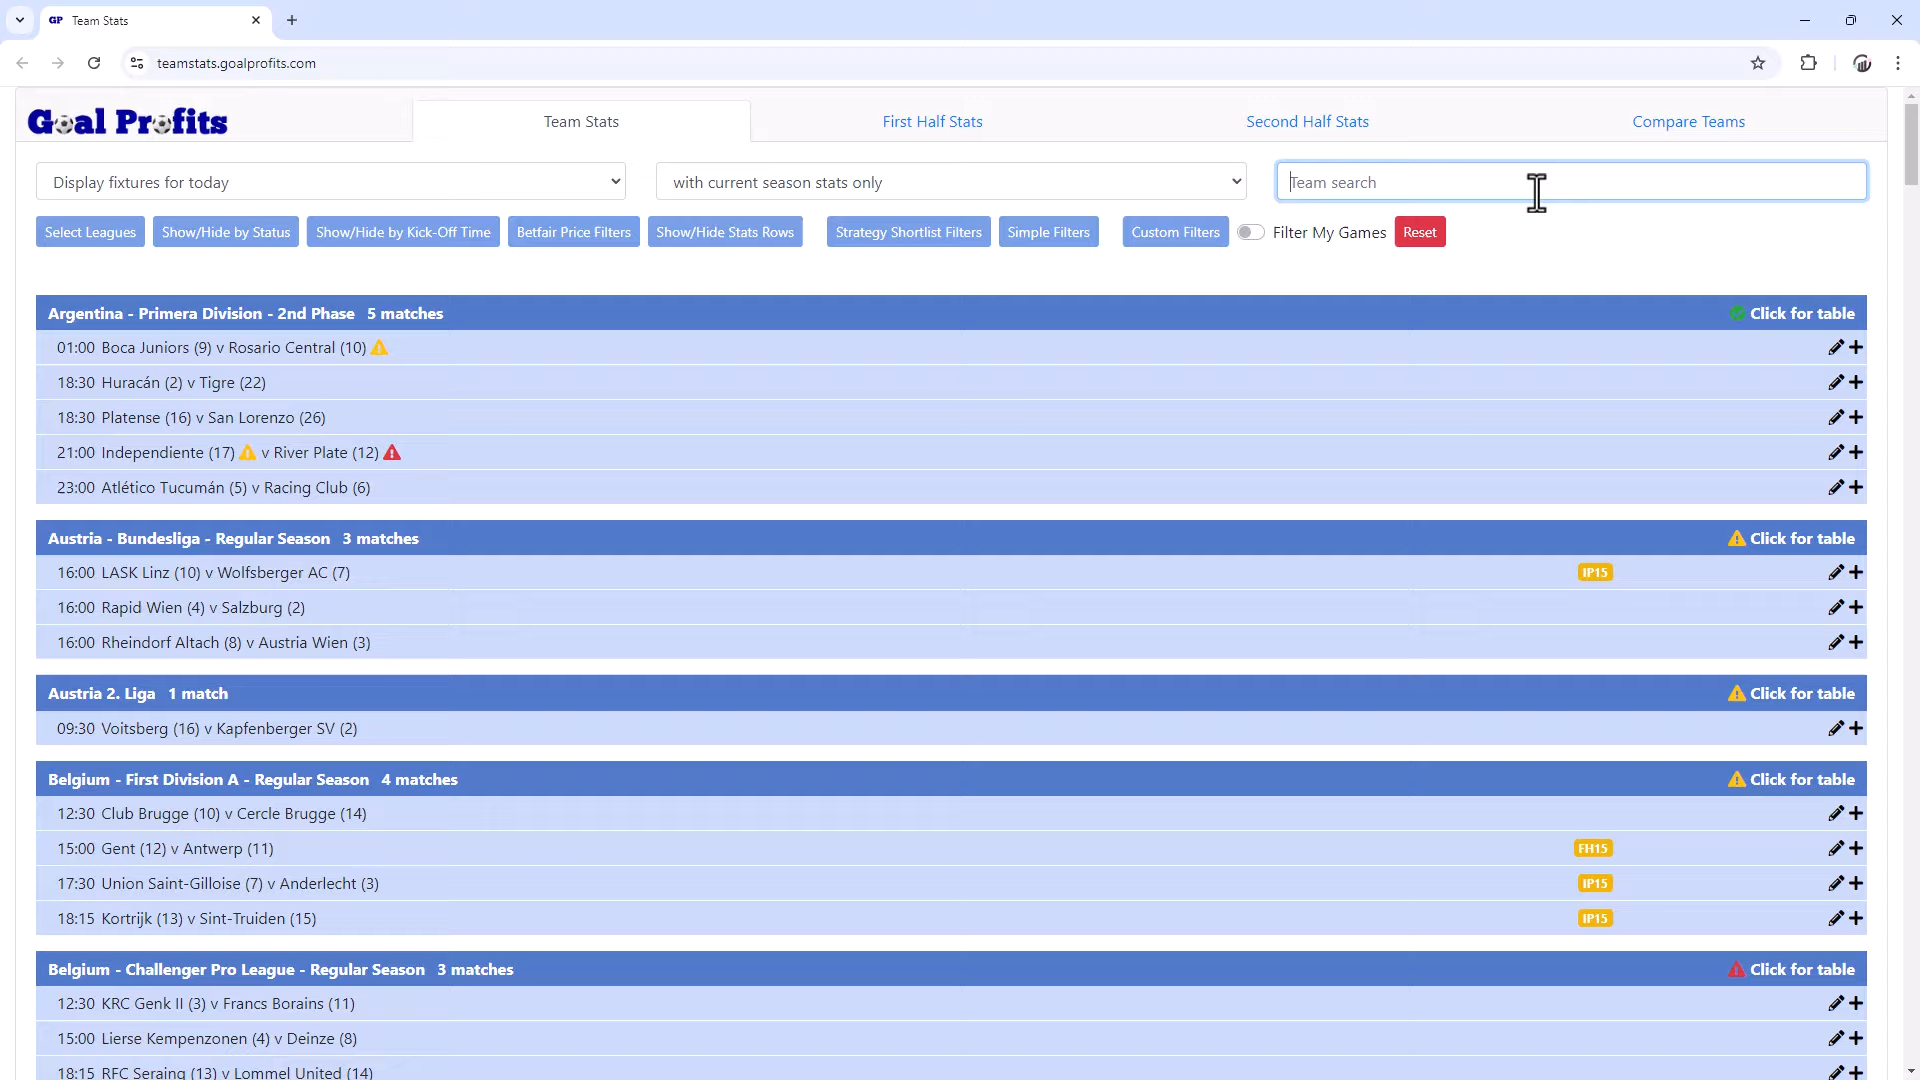 GP Team Stats
teamstats.goalprofits.com
Goal Profits
Team Stats
First Half Stats
Second Half Stats
Compare Teams
Display fixtures for today
with current season stats only
Team search
Select Leagues
Show/Hide by Status
Show/Hide by Kick-Off Time
Betfair Price Filters
Show/Hide Stats Rows
Strategy Shortlist Filters
Simple Filters
Custom Filters
Filter My Games
Reset
Argentina - Primera Division - 2nd Phase 5 matches Click for table
01:00 Boca Juniors (9) v Rosario Central (10)
18:30 Huracán (2) v Tigre (22)
18:30 Platense (16) v San Lorenzo (26)
21:00 Independiente (17) v River Plate (12)
23:00 Atlético Tucumán (5) v Racing Club (6)
Austria - Bundesliga - Regular Season 3 matches Click for table
16:00 LASK Linz (10) v Wolfsberger AC (7) IP15
16:00 Rapid Wien (4) v Salzburg (2)
16:00 Rheindorf Altach (8) v Austria Wien (3)
Austria 2. Liga 1 match Click for table
09:30 Voitsberg (16) v Kapfenberger SV (2)
Belgium - First Division A - Regular Season 4 matches Click for table
12:30 Club Brugge (10) v Cercle Brugge (14)
15:00 Gent (12) v Antwerp (11) FH15
17:30 Union Saint-Gilloise (7) v Anderlecht (3) IP15
18:15 Kortrijk (13) v Sint-Truiden (15) IP15
Belgium - Challenger Pro League - Regular Season 3 matches Click for table
12:30 KRC Genk II (3) v Francs Borains (11)
15:00 Lierse Kempenzonen (4) v Deinze (8)
18:15 RFC Seraing (13) v Lommel United (14)